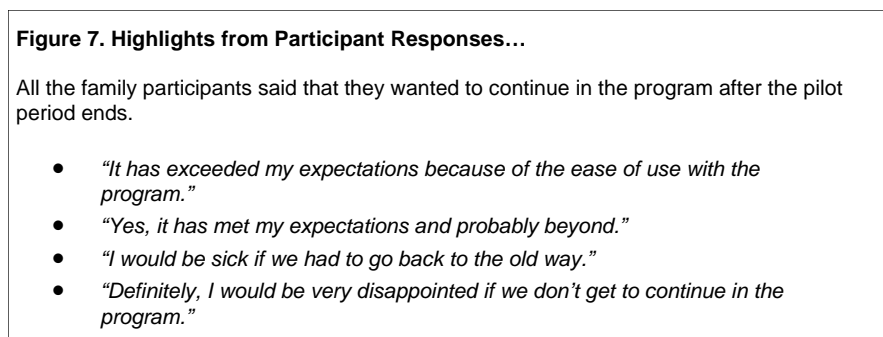 Figure 7. Highlights from Participant Responses…
All the family participants said that they wanted to continue in the program after the pilot
period ends.
● “It has exceeded my expectations because of the ease of use with the
program.”
● “Yes, it has met my expectations and probably beyond.”
● “I would be sick if we had to go back to the old way.”
● “Definitely, I would be very disappointed if we don’t get to continue in the
program.”